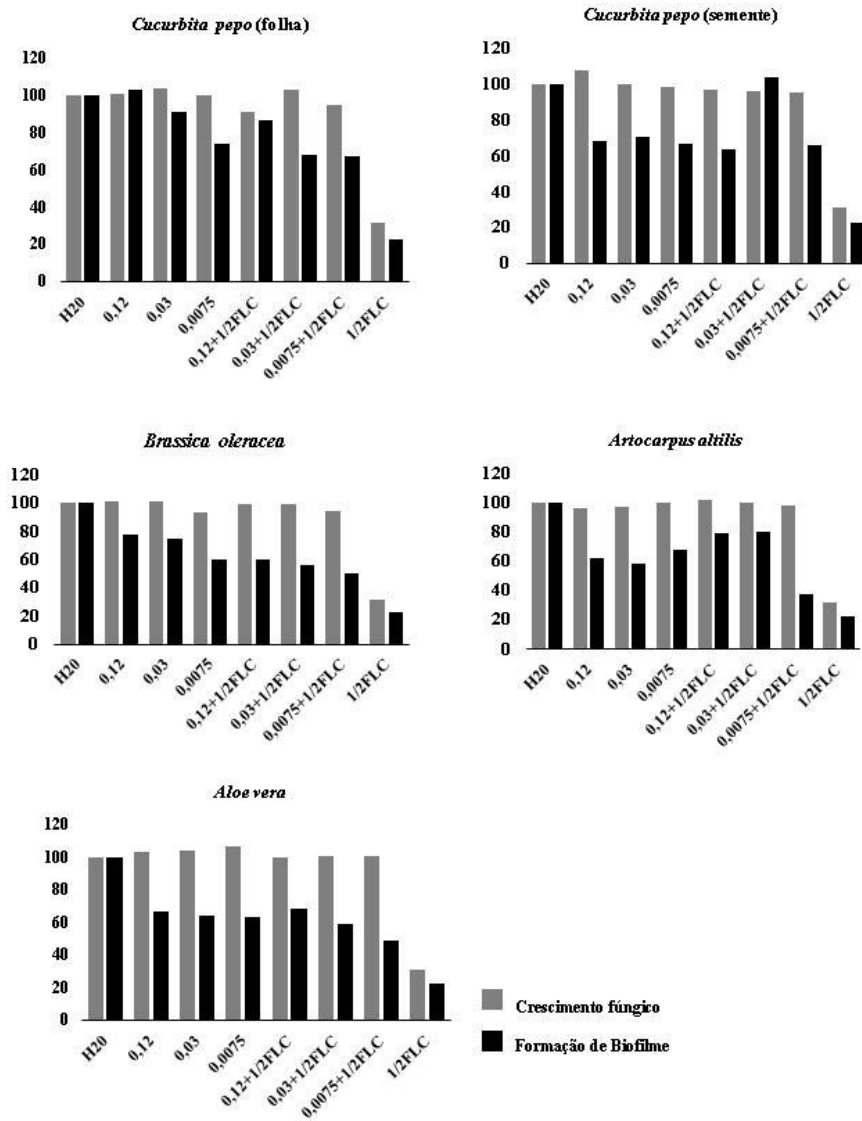 Cucurbita pepo (folha)
120
100
80
60
40
20
0
H20
0,12
0,03
0,0075
0,12+1/2FLC
0,03+1/2FLC
0,0075+1/2FLC
1/2FLC
Cucurbita pepo (semente)
120
100
80
60
40
20
0
H20
0,12
0,03
0,0075
0,12+1/2FLC
0,03+1/2FLC
0,0075+1/2FLC
1/2FLC
Brassica oleracea
120
100
80
60
40
20
0
H20
0,12
0,03
0,0075
0,12+1/2FLC
0,03+1/2FLC
0,0075+1/2FLC
1/2FLC
Artocarpus altilis
120
100
80
60
40
20
0
H20
0,12
0,03
0,0075
0,12+1/2FLC
0,03+1/2FLC
0,0075+1/2FLC
1/2FLC
Aloe vera
120
100
80
60
40
20
0
H20
0,12
0,03
0,0075
0,12+1/2FLC
0,03+1/2FLC
0,0075+1/2FLC
1/2FLC
Crescimento fúngico
Formação de Biofilme